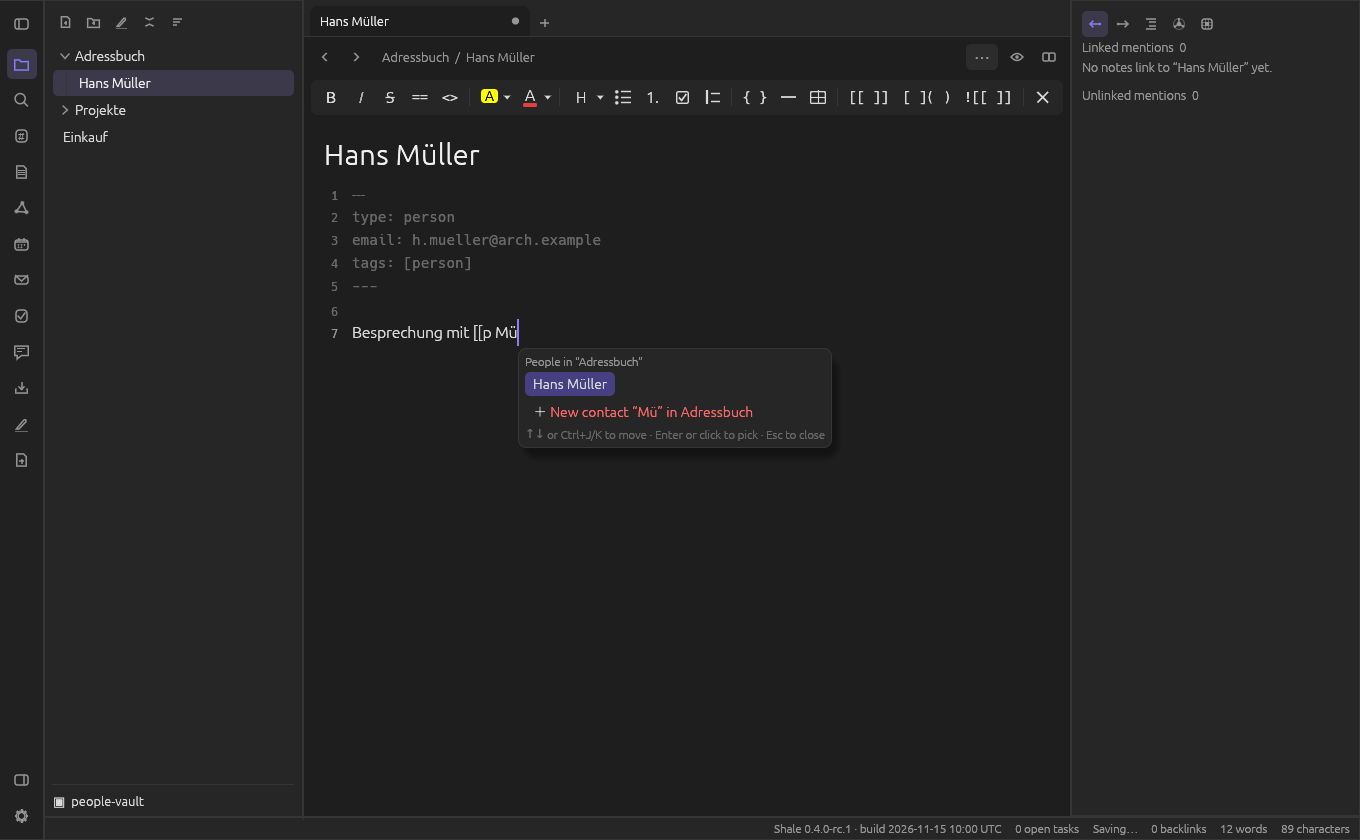 Adressbuch
Hans Müller
Projekte
Einkauf
people-vault
Hans Müller
Adressbuch / Hans Müller
B I S == <> A A H 1. { } [[ ]] [ ]( ) ![[ ]]
Hans Müller
1 ---
2 type: person
3 email: h.mueller@arch.example
4 tags: [person]
5 ---
6
7 Besprechung mit [[p Mü
People in “Adressbuch”
Hans Müller
+ New contact “Mü” in Adressbuch
↑↓ or Ctrl+J/K to move · Enter or click to pick · Esc to close
Linked mentions 0
No notes link to “Hans Müller” yet.
Unlinked mentions 0
Shale 0.4.0-rc.1 · build 2026-11-15 10:00 UTC 0 open tasks Saving… 0 backlinks 12 words 89 characters